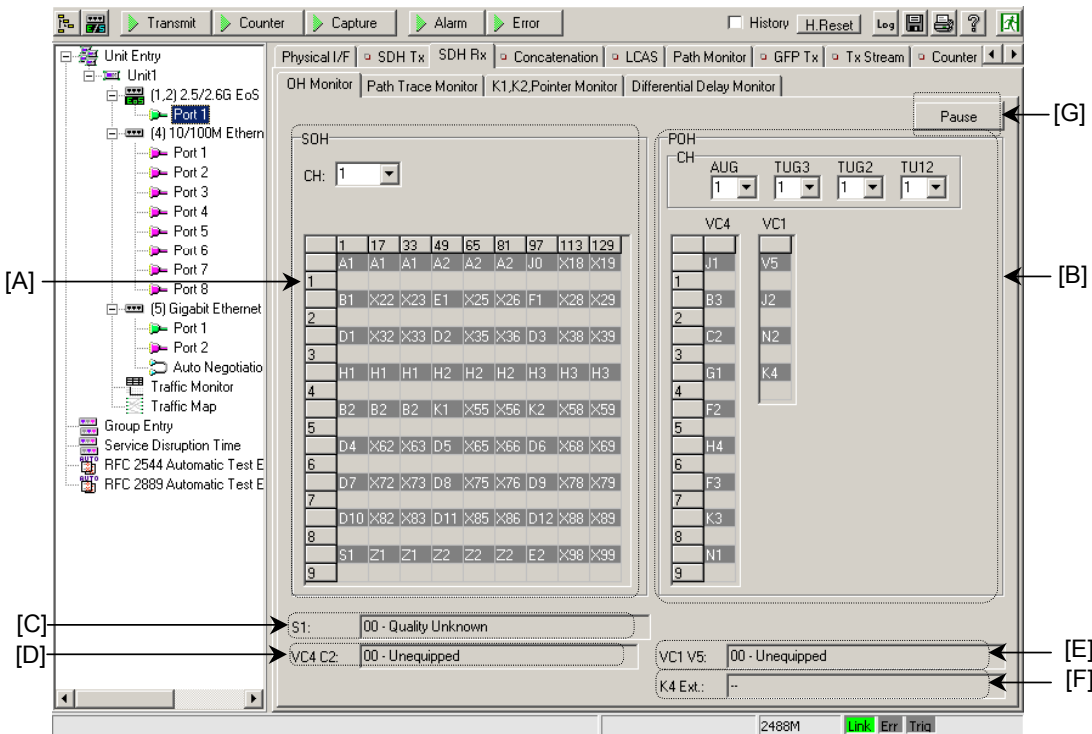 Transmit Counter Capture Alarm Error History H.Reset Log
Unit Entry
Unit1
(1,2) 2.5/2.6G EoS
Port 1
(4) 10/100M Ethern
Port 1
Port 2
Port 3
Port 4
Port 5
Port 6
Port 7
Port 8
(5) Gigabit Ethernet
Port 1
Port 2
Auto Negotiatio
Traffic Monitor
Traffic Map
Group Entry
Service Disruption Time
RFC 2544 Automatic Test E
RFC 2889 Automatic Test E
Physical I/F SDH Tx SDH Rx Concatenation LCAS Path Monitor GFP Tx Tx Stream Counter
OH Monitor Path Trace Monitor K1,K2,Pointer Monitor Differential Delay Monitor
Pause [G]
SOH
CH: 1
1 17 33 49 65 81 97 113 129
A1 A1 A1 A2 A2 A2 J0 X18 X19
1
B1 X22 X23 E1 X25 X26 F1 X28 X29
2
D1 X32 X33 D2 X35 X36 D3 X38 X39
3
H1 H1 H1 H2 H2 H2 H3 H3 H3
4
B2 B2 B2 K1 X55 X56 K2 X58 X59
5
D4 X62 X63 D5 X65 X66 D6 X68 X69
6
D7 X72 X73 D8 X75 X76 D9 X78 X79
7
D10 X82 X83 D11 X85 X86 D12 X88 X89
8
S1 Z1 Z1 Z2 Z2 Z2 E2 X98 X99
9
[A]
POH
CH
AUG TUG3 TUG2 TU12
1 1 1 1
VC4 VC1
J1 V5
1
B3 J2
2
C2 N2
3
G1 K4
4
F2
5
H4
6
F3
7
K3
8
N1
9
[B]
[C] S1: 00 - Quality Unknown
[D] VC4 C2: 00 - Unequipped
VC1 V5: 00 - Unequipped [E]
K4 Ext.: -- [F]
2488M Link Err Trig